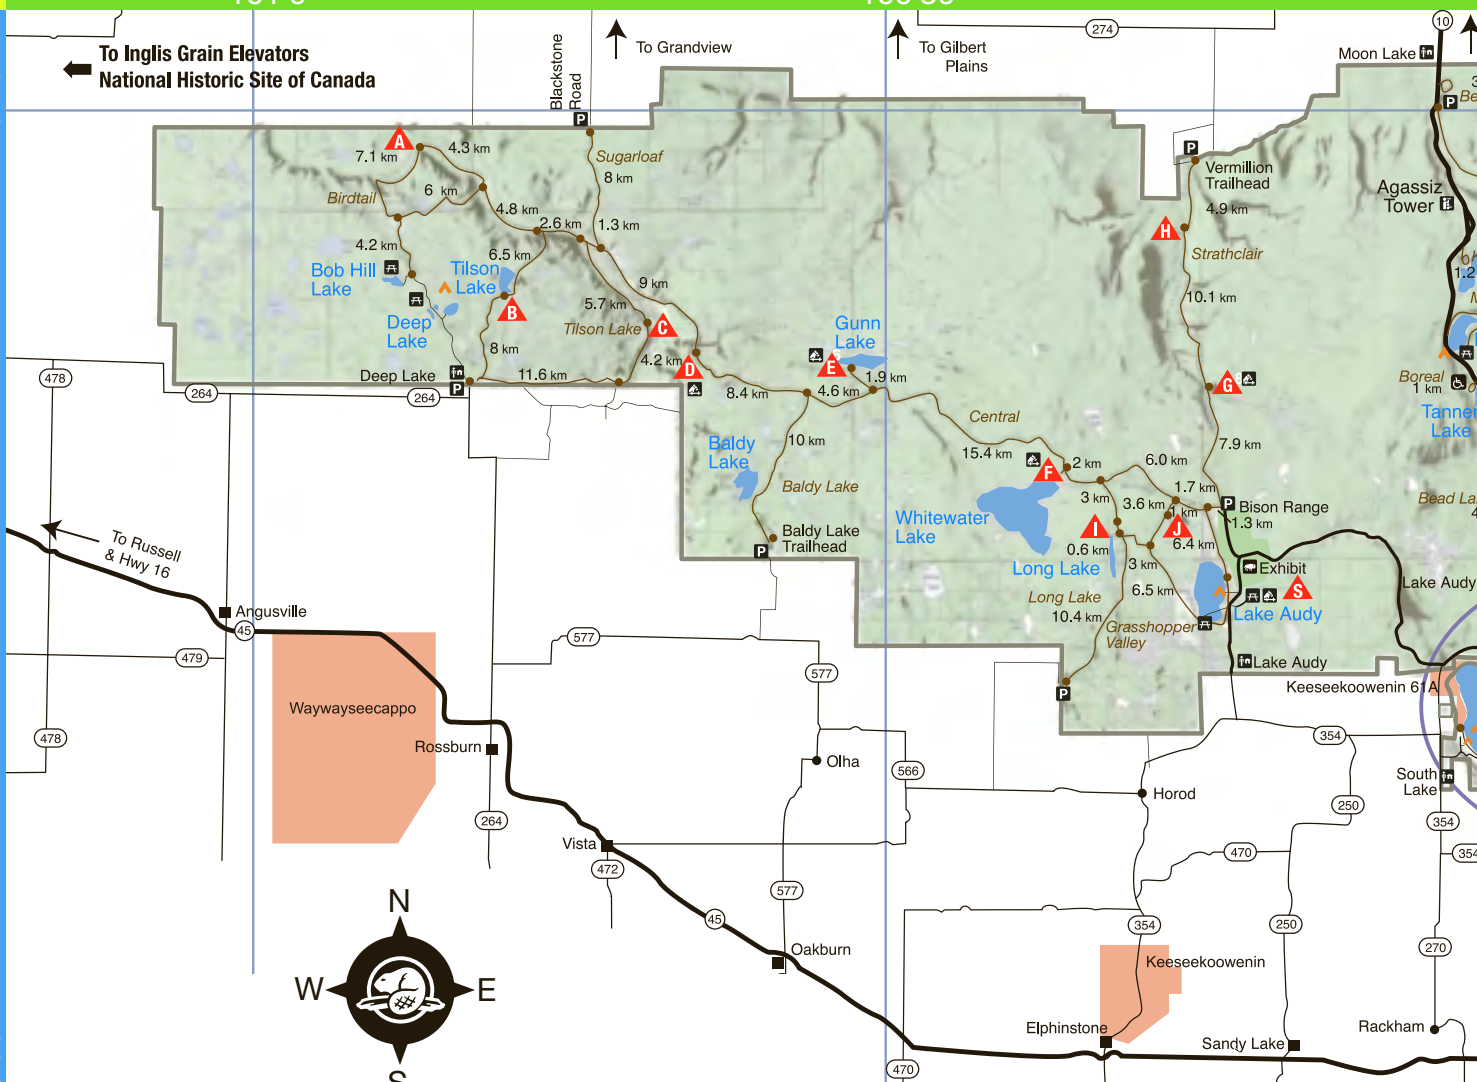 274
10
To Inglis Grain Elevators
National Historic Site of Canada
Blackstone
Road
To Grandview
To Gilbert
Plains
Moon Lake
P
P
P
A
7.1 km
4.3 km
Sugarloaf
8 km
Vermillion
Trailhead
Agassiz
Tower
Birdtail
6 km
4.8 km
2.6 km
1.3 km
4.9 km
H
Strathclair
4.2 km
6.5 km
Bob Hill
Lake
Tilson
Lake
9 km
1.2
10.1 km
B
5.7 km
Tilson Lake
C
Deep
Lake
Gunn
Lake
8 km
4.2 km
D
E
1.9 km
G
Deep Lake
P
11.6 km
8.4 km
4.6 km
Boreal
1 km
Tanner
Lake
478
264
264
Central
Baldy
Lake
10 km
15.4 km
7.9 km
F
2 km
6.0 km
1.7 km
Baldy Lake
3 km
3.6 km
1 km
P
Bison Range
1.3 km
Bead La
4
Whitewater
Lake
I
J
6.4 km
Baldy Lake
Trailhead
P
0.6 km
Long Lake
3 km
Exhibit
S
Lake Audy
To Russell
& Hwy 16
Long Lake
10.4 km
6.5 km
Lake Audy
Grasshopper
Valley
Angusville
45
577
479
577
P
Lake Audy
Keeseekoowenin 61A
Waywayseecappo
478
Rossburn
354
Olha
566
South
Lake
Horod
250
264
354
Vista
470
354
472
577
45
354
250
270
N
W
E
S
Oakburn
Keeseekoowenin
Elphinstone
Sandy Lake
Rackham
470